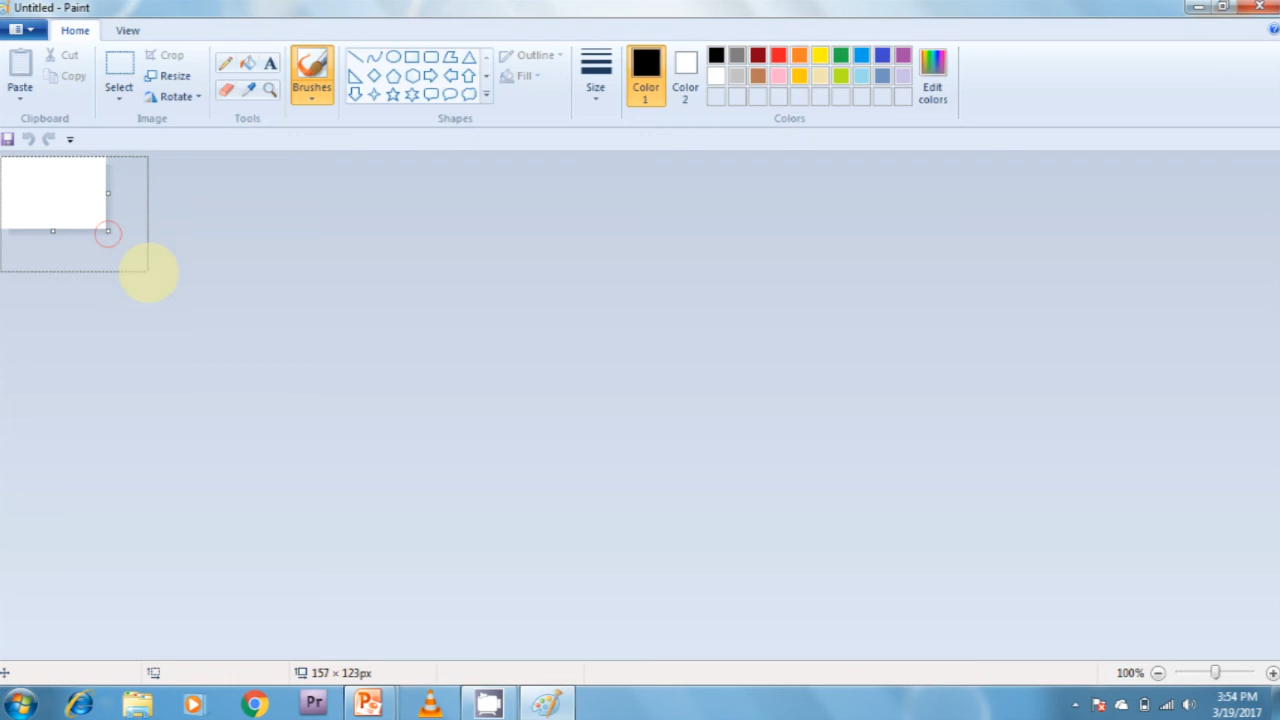 Untitled - Paint
Home View
Paste
Cut
Copy
Clipboard
Select
Crop
Resize
Rotate
Image
A
Tools
Brushes
Shapes
Outline
Fill
Size
Color 1
Color 2
Edit colors
Colors
157 × 123px
100%
Pr
P
3:54 PM
3/19/2017